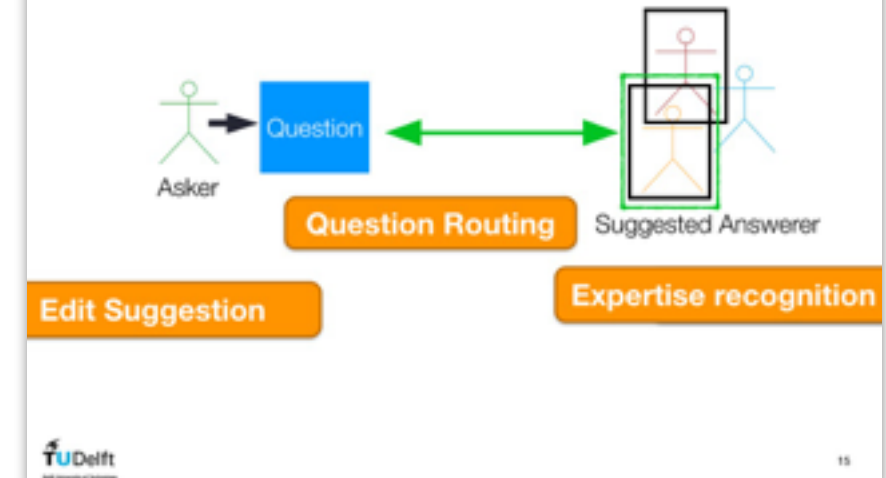 Question
Asker
Question Routing
Suggested Answerer
Edit Suggestion
Expertise recognition
TUDelft
15